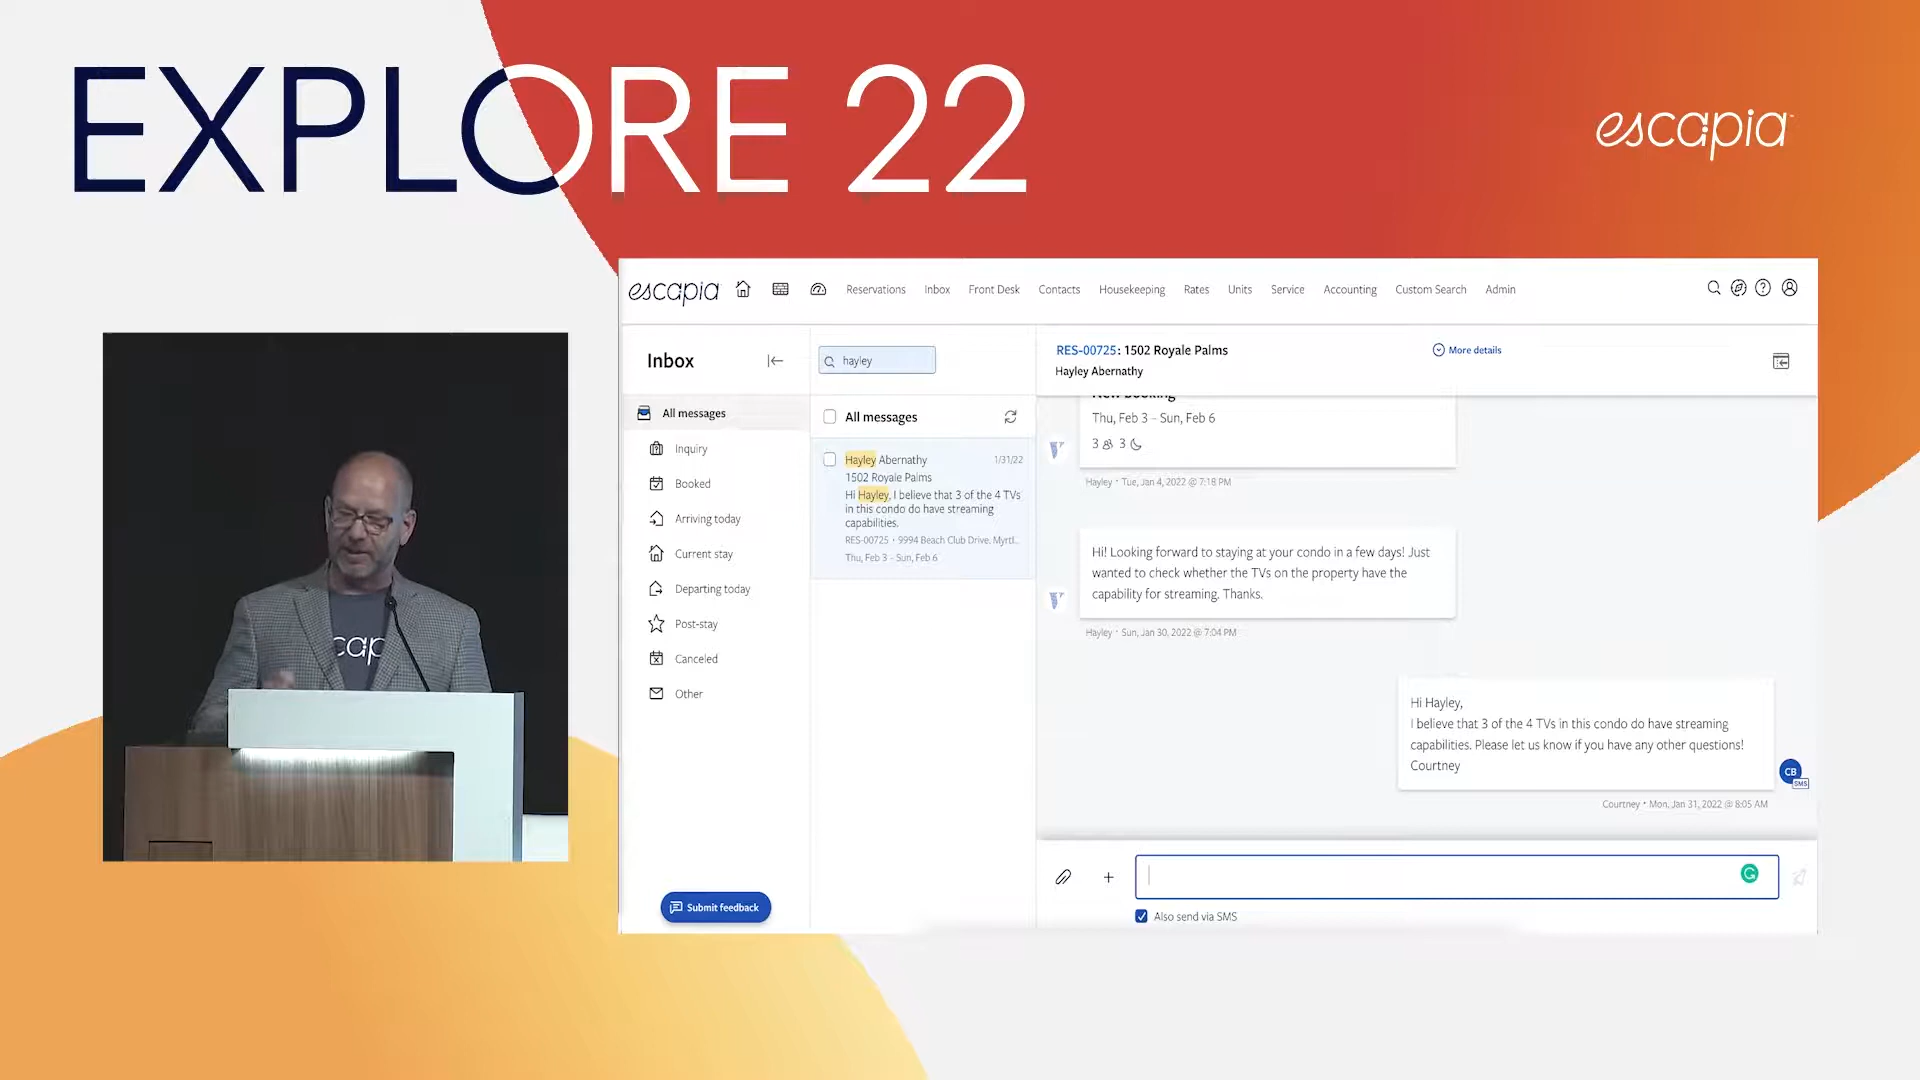 EXPLORE 22
escapia
escapia
Reservations Inbox Front Desk Contacts Housekeeping Rates Units Service Accounting Custom Search Admin
Inbox
hayley
RES-00725: 1502 Royale Palms
More details
Hayley Abernathy
All messages
Inquiry
Booked
Arriving today
Current stay
Departing today
Post-stay
Canceled
Other
Submit feedback
All messages
Hayley Abernathy 1/31/22
1502 Royale Palms
Hi Hayley, I believe that 3 of the 4 TVs
in this condo do have streaming
capabilities.
RES-00725 • 9994 Beach Club Drive, Myrtl...
Thu, Feb 3 – Sun, Feb 6
New Booking
Thu, Feb 3 – Sun, Feb 6
3 3
Hayley • Tue, Jan 4, 2022 @ 7:18 PM
Hi! Looking forward to staying at your condo in a few days! Just
wanted to check whether the TVs on the property have the
capability for streaming. Thanks.
Hayley • Sun, Jan 30, 2022 @ 7:04 PM
Hi Hayley,
I believe that 3 of the 4 TVs in this condo do have streaming
capabilities. Please let us know if you have any other questions!
Courtney
CB
SMS
Courtney • Mon, Jan 31, 2022 @ 8:05 AM
Also send via SMS
cap